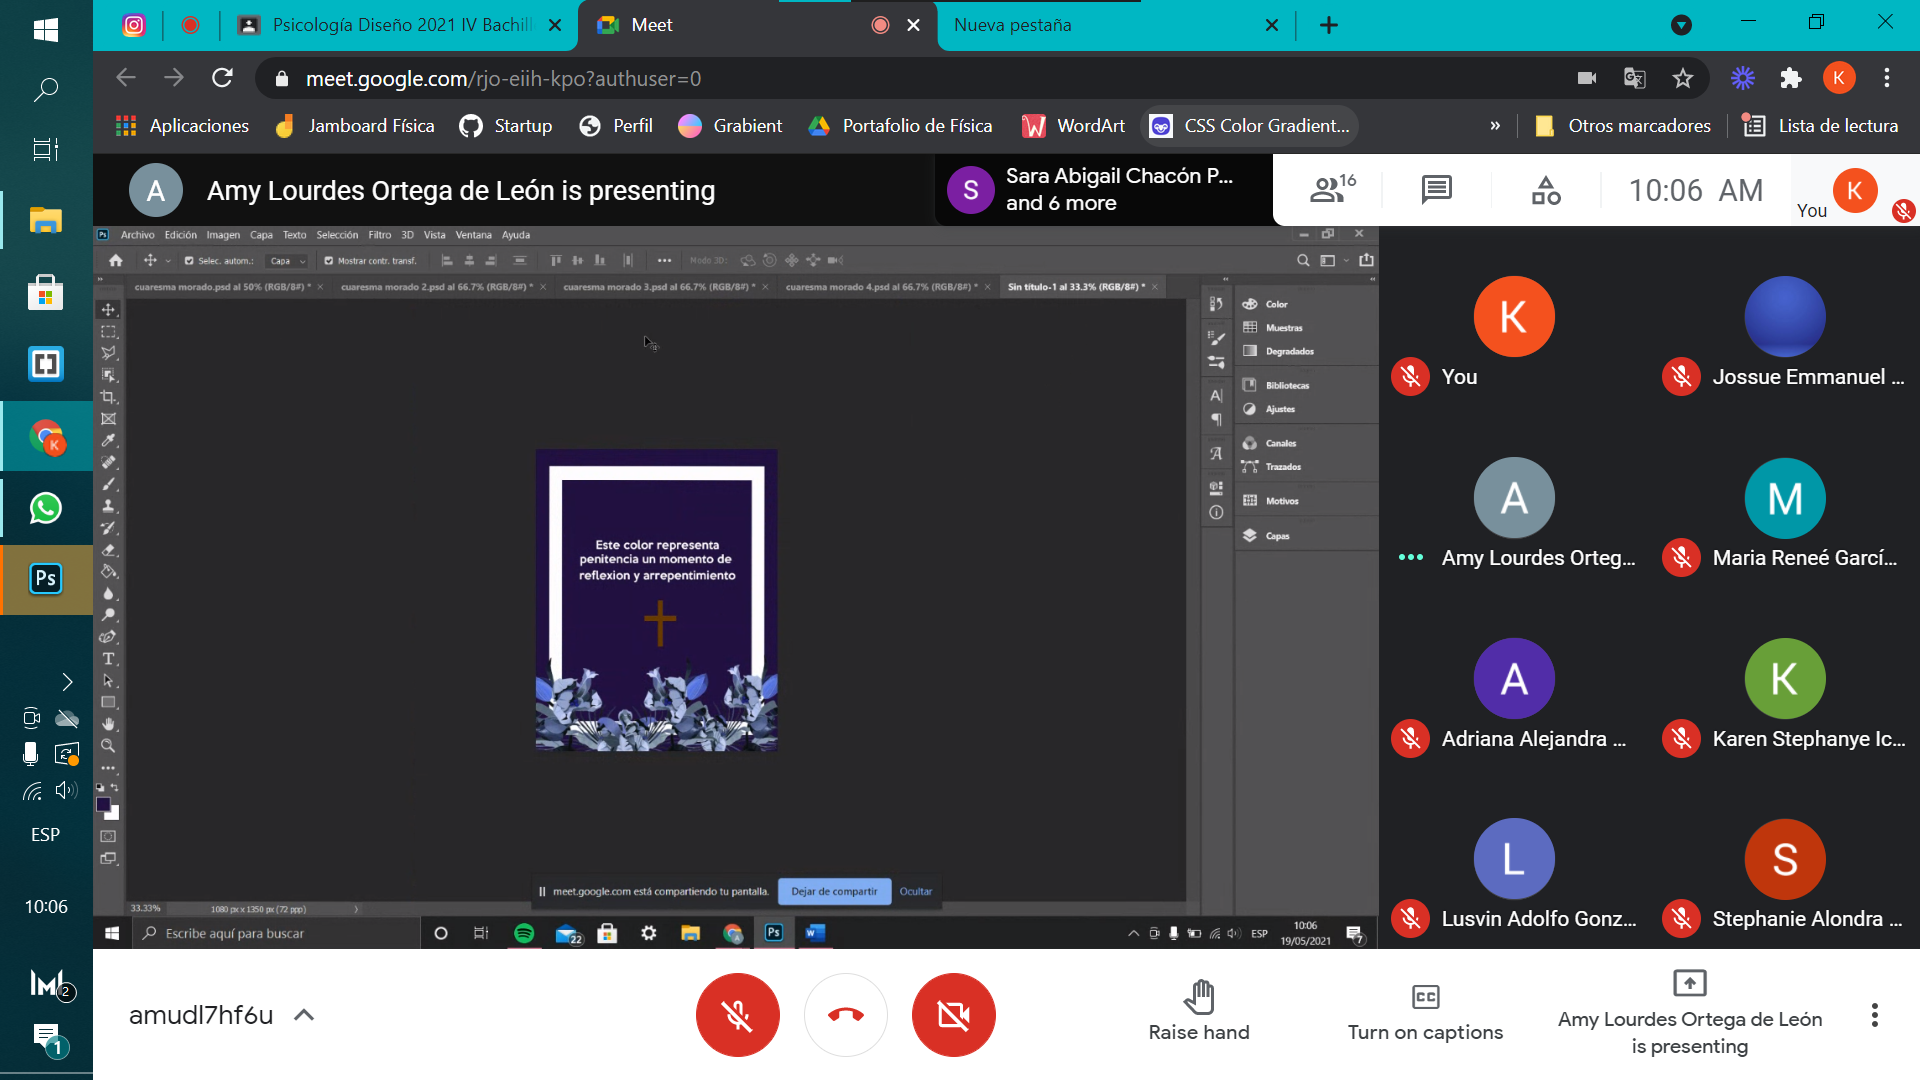 Psicología Diseño 2021 IV Bachill
Meet
Nueva pestaña
meet.google.com/rjo-eiih-kpo?authuser=0
K
Aplicaciones
Jamboard Física
Startup
Perfil
Grabient
Portafolio de Física
WordArt
CSS Color Gradient...
»
Otros marcadores
Lista de lectura
A
Amy Lourdes Ortega de León is presenting
S
Sara Abigail Chacón P...
and 6 more
16
10:06 AM
You
K
Ps
Archivo Edición Imagen Capa Texto Selección Filtro 3D Vista Ventana Ayuda
Selec. autom.: Capa
Mostrar contr. transf.
Modo 3D:
cuaresma morado.psd al 50% (RGB/8#) *
cuaresma morado 2.psd al 66.7% (RGB/8#) *
cuaresma morado 3.psd al 66.7% (RGB/8#) *
cuaresma morado 4.psd al 66.7% (RGB/8#) *
Sin título-1 al 33.3% (RGB/8#) *
Color
Muestras
Degradados
Bibliotecas
Ajustes
Canales
Trazados
Motivos
Capas
Este color representa
penitencia un momento de
reflexion y arrepentimiento
meet.google.com está compartiendo tu pantalla.
Dejar de compartir
Ocultar
33.33%
1080 px x 1350 px (72 ppp)
Escribe aquí para buscar
22
Ps
ESP
10:06
19/05/2021
7
K
You
Jossue Emmanuel ...
A
Amy Lourdes Orteg...
M
Maria Reneé Garcí...
A
Adriana Alejandra ...
K
Karen Stephanye Ic...
L
Lusvin Adolfo Gonz...
S
Stephanie Alondra ...
K
Ps
ESP
10:06
2
1
amudl7hf6u
Raise hand
CC
Turn on captions
Amy Lourdes Ortega de León
is presenting